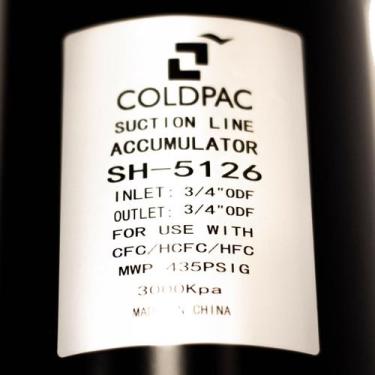 COLDPAC
SUCTION LINE
ACCUMULATOR
SH-5126
INLET: 3/4"ODF
OUTLET: 3/4"ODF
FOR USE WITH
CFC/HCFC/HFC
MWP 435PSIG
3000Kpa
MADE IN CHINA